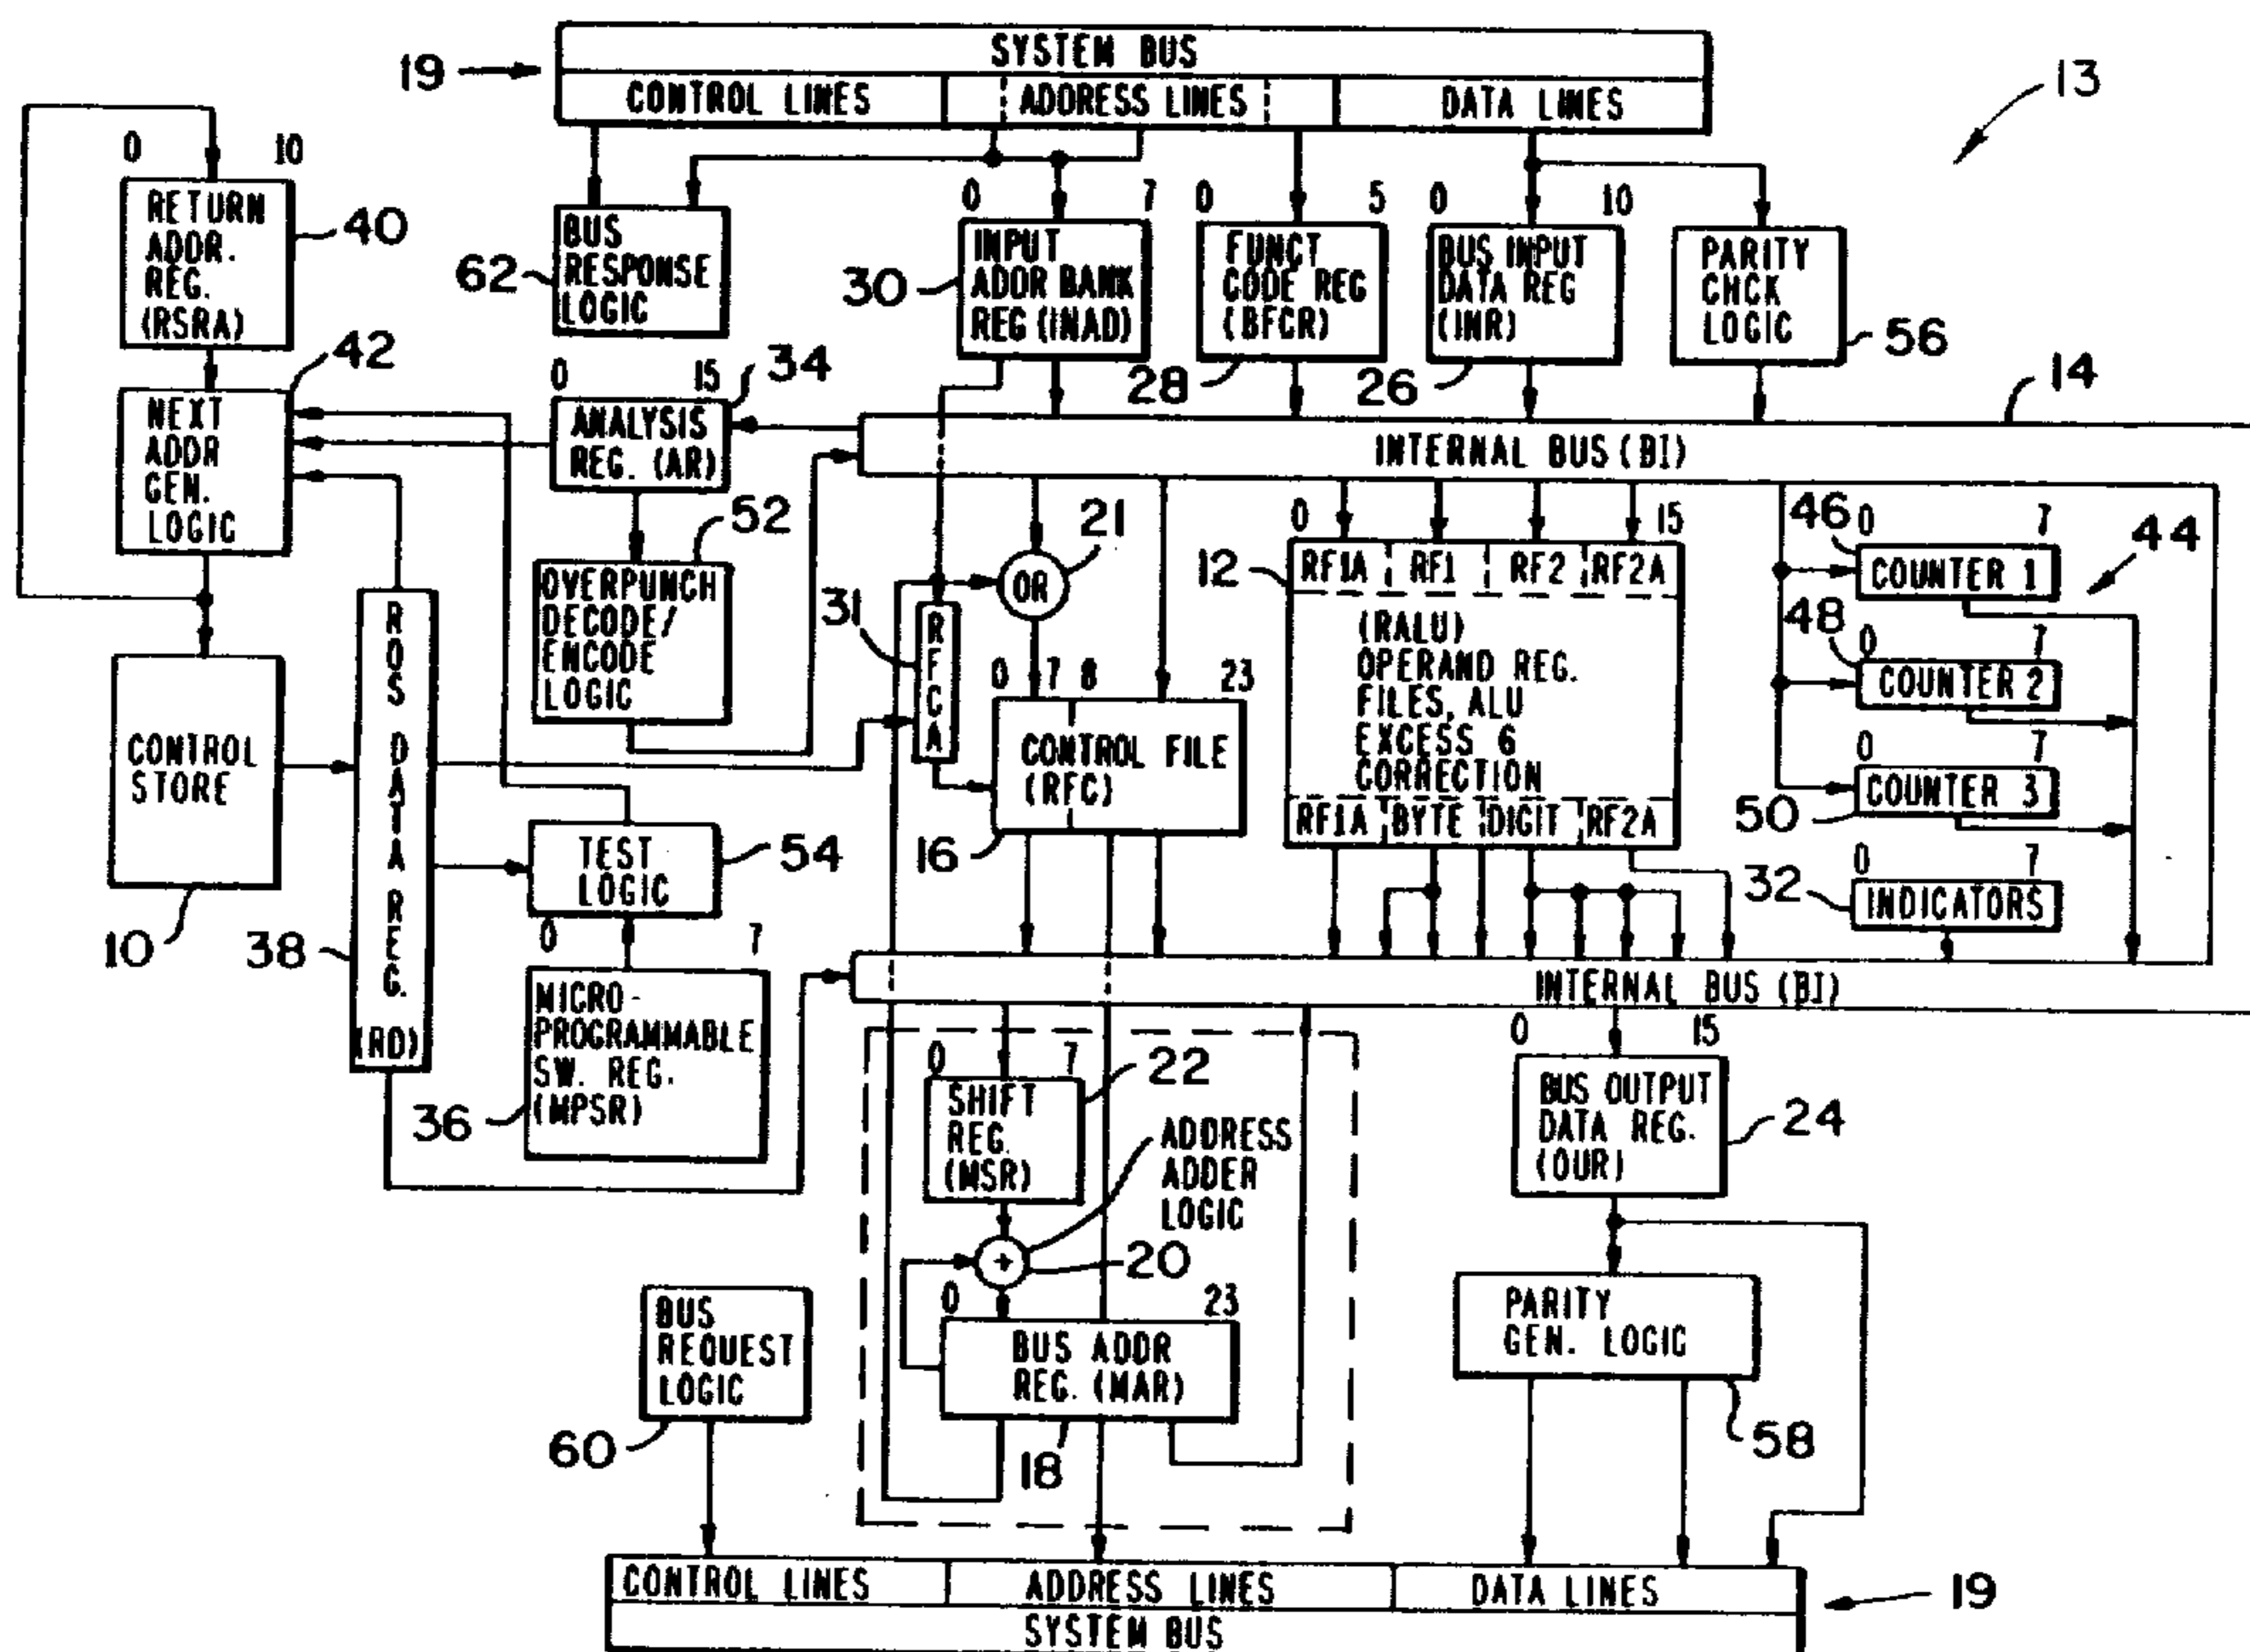 SYSTEM BUS
19
CONTROL LINES
ADDRESS LINES
DATA LINES
13
0 10
RETURN
ADDR.
REG.
(RSRA)
40
BUS
RESPONSE
LOGIC
62
0 7
INPUT
ADDR BANK
REG (INAD)
30
0 5
FUNCT
CODE REG
(BFCR)
28
0 10
BUS INPUT
DATA REG
(INR)
26
PARITY
CHCK
LOGIC
56
42
NEXT
ADDR
GEN.
LOGIC
0 15
34
ANALYSIS
REG. (AR)
14
INTERNAL BUS (BI)
52
OVERPUNCH
DECODE/
ENCODE
LOGIC
21
OR
31
RFCA
0 7 8 23
CONTROL FILE
(RFC)
16
0 15
12
RF1A RF1 RF2 RF2A
(RALU)
OPERAND REG.
FILES, ALU
EXCESS 6
CORRECTION
RF1A BYTE DIGIT RF2A
46 0 7
COUNTER 1
44
48 0 7
COUNTER 2
0 7
COUNTER 3
50
0 7
32
INDICATORS
CONTROL
STORE
10
ROS DATA REG.
(RD)
38
TEST
LOGIC
54
0 7
MICRO-
PROGRAMMABLE
SW. REG.
(MPSR)
36
INTERNAL BUS (BI)
0 7
22
SHIFT
REG.
(MSR)
ADDRESS
ADDER
LOGIC
+
20
0 23
BUS ADDR
REG. (MAR)
18
0 15
BUS OUTPUT
DATA REG.
(OUR)
24
PARITY
GEN. LOGIC
58
BUS
REQUEST
LOGIC
60
CONTROL LINES
ADDRESS LINES
DATA LINES
19
SYSTEM BUS